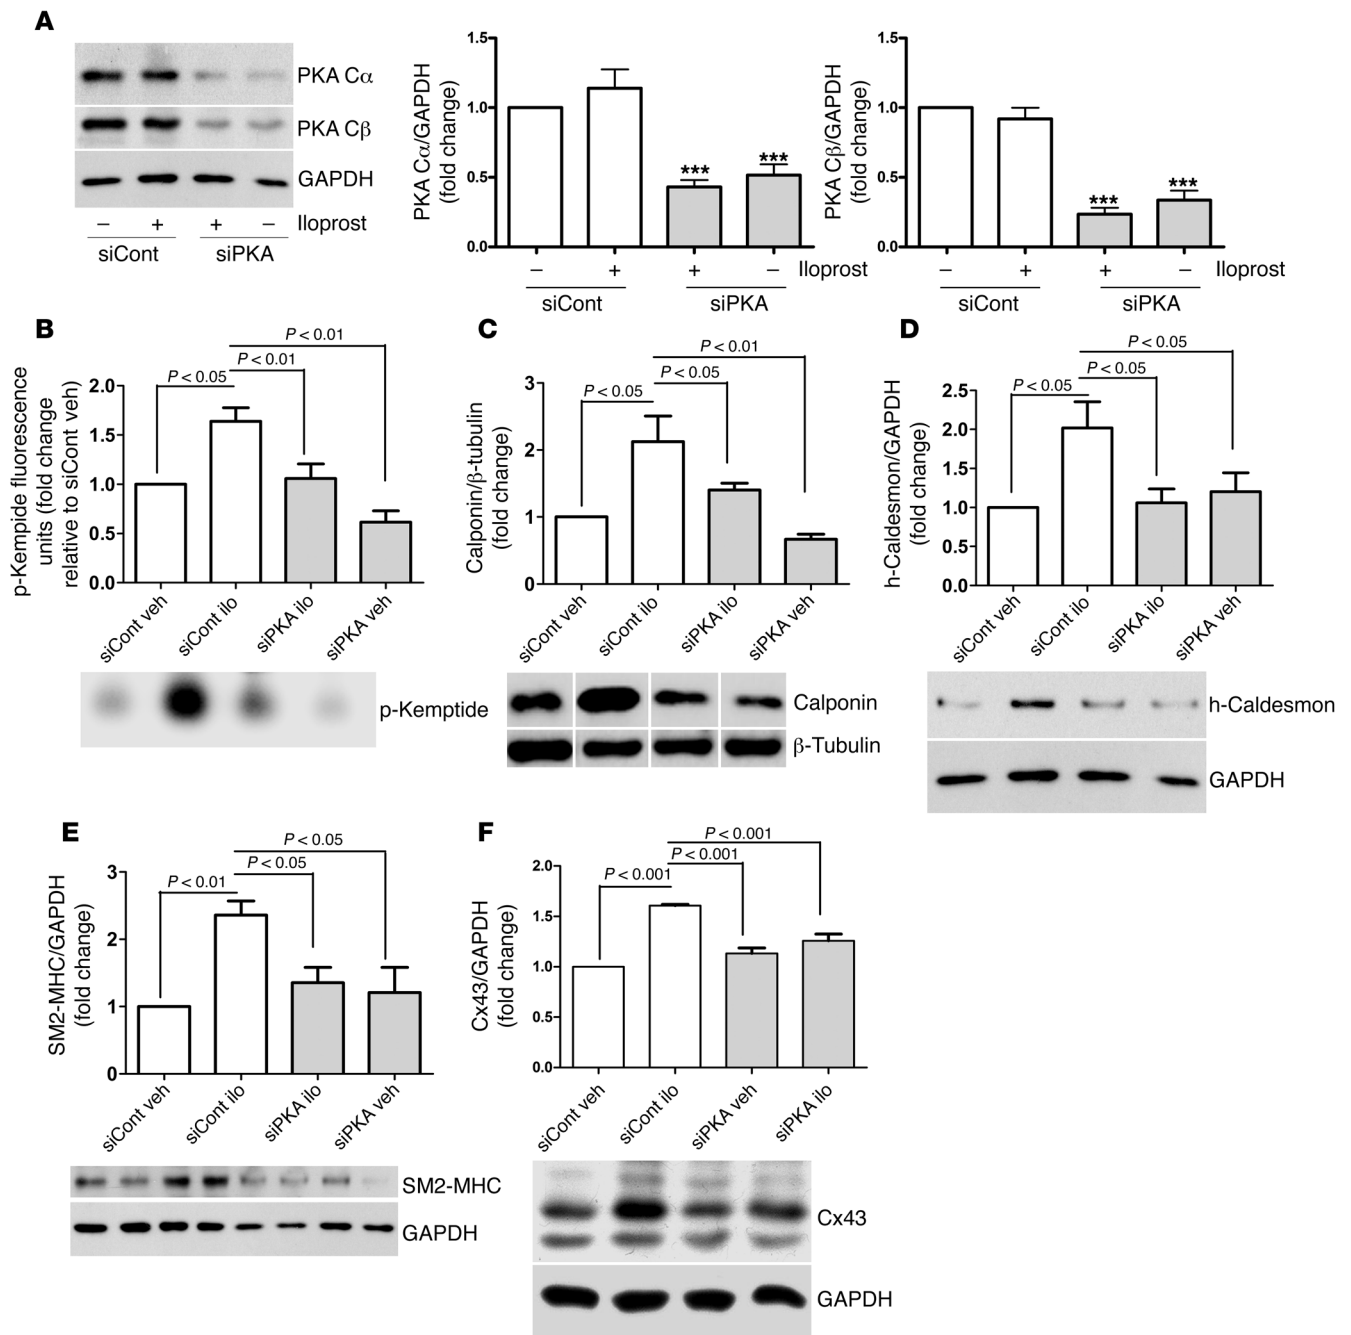 A
PKA Cα
PKA Cβ
GAPDH
– + + – Iloprost
siCont siPKA
PKA Cα/GAPDH
(fold change)
1.5
1.0
0.5
0.0
***
***
– + + – Iloprost
siCont siPKA
PKA Cβ/GAPDH
(fold change)
1.5
1.0
0.5
0.0
***
***
– + + – Iloprost
siCont siPKA
B
p-Kempide fluorescence
units (fold change
relative to siCont veh)
2.0
1.5
1.0
0.5
0.0
P < 0.01
P < 0.01
P < 0.05
siCont veh
siCont ilo
siPKA ilo
siPKA veh
p-Kemptide
C
Calponin/β-tubulin
(fold change)
3
2
1
0
P < 0.01
P < 0.05
P < 0.05
siCont veh
siCont ilo
siPKA ilo
siPKA veh
Calponin
β-Tubulin
D
h-Caldesmon/GAPDH
(fold change)
2.5
2.0
1.5
1.0
0.5
0.0
P < 0.05
P < 0.05
P < 0.05
siCont veh
siCont ilo
siPKA ilo
siPKA veh
h-Caldesmon
GAPDH
E
SM2-MHC/GAPDH
(fold change)
3
2
1
0
P < 0.05
P < 0.05
P < 0.01
siCont veh
siCont ilo
siPKA ilo
siPKA veh
SM2-MHC
GAPDH
F
Cx43/GAPDH
(fold change)
2.0
1.5
1.0
0.5
0.0
P < 0.001
P < 0.001
P < 0.001
siCont veh
siCont ilo
siPKA veh
siPKA ilo
Cx43
GAPDH